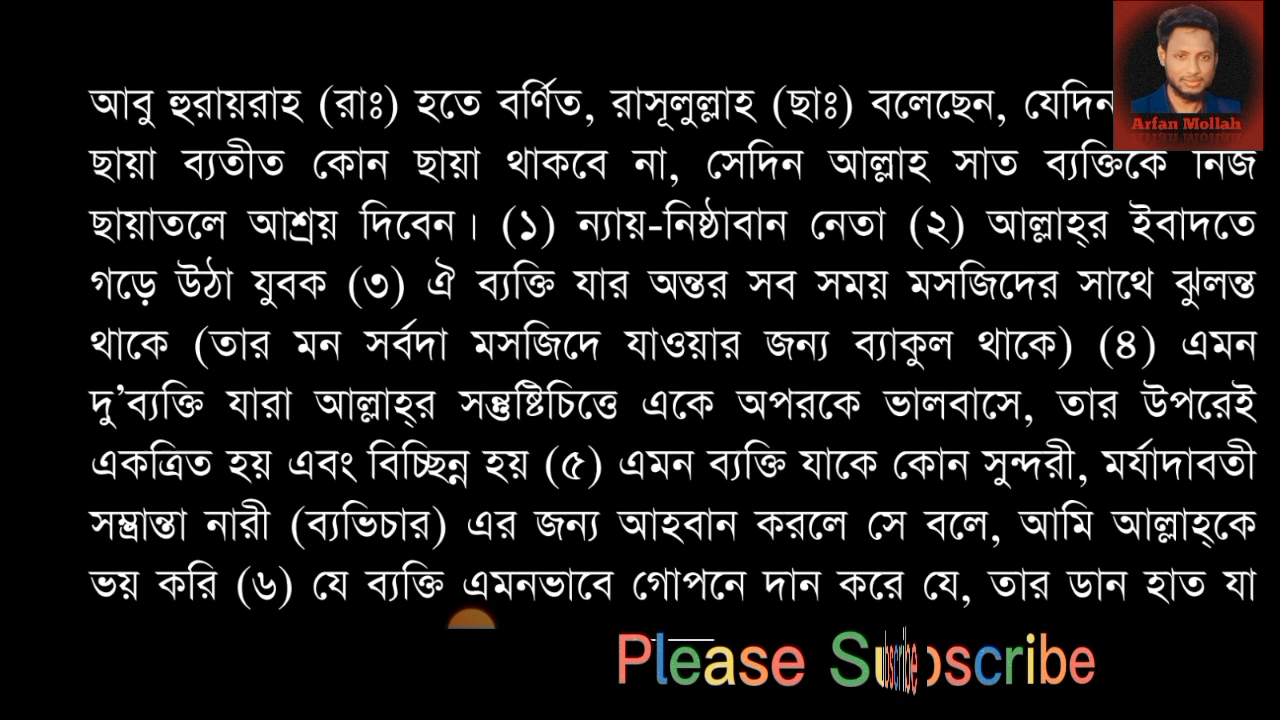 Arfan Mollah
আবু হুরায়রাহ (রাঃ) হতে বর্ণিত, রাসূলুল্লাহ (ছাঃ) বলেছেন, যেদিন
ছায়া ব্যতীত কোন ছায়া থাকবে না, সেদিন আল্লাহ সাত ব্যক্তিকে নিজ
ছায়াতলে আশ্রয় দিবেন। (১) ন্যায়-নিষ্ঠাবান নেতা (২) আল্লাহ্‌র ইবাদতে
গড়ে উঠা যুবক (৩) ঐ ব্যক্তি যার অন্তর সব সময় মসজিদের সাথে ঝুলন্ত
থাকে (তার মন সর্বদা মসজিদে যাওয়ার জন্য ব্যাকুল থাকে) (৪) এমন
দু’ব্যক্তি যারা আল্লাহ্‌র সন্তুষ্টিচিত্তে একে অপরকে ভালবাসে, তার উপরেই
একত্রিত হয় এবং বিচ্ছিন্ন হয় (৫) এমন ব্যক্তি যাকে কোন সুন্দরী, মর্যাদাবতী
সম্ভ্রান্তা নারী (ব্যভিচার) এর জন্য আহবান করলে সে বলে, আমি আল্লাহ্‌কে
ভয় করি (৬) যে ব্যক্তি এমনভাবে গোপনে দান করে যে, তার ডান হাত যা
Please Subscribe